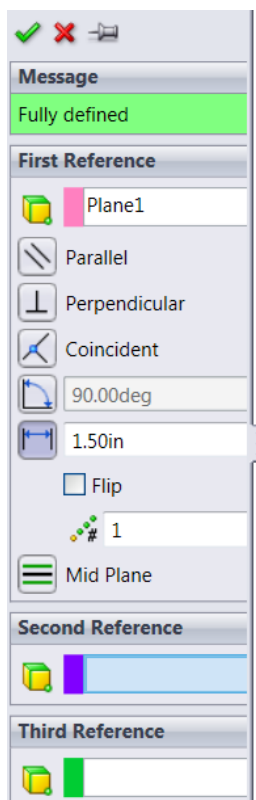 Message
Fully defined
First Reference
Plane1
Parallel
Perpendicular
Coincident
90.00deg
1.50in
Flip
# 1
Mid Plane
Second Reference
Third Reference